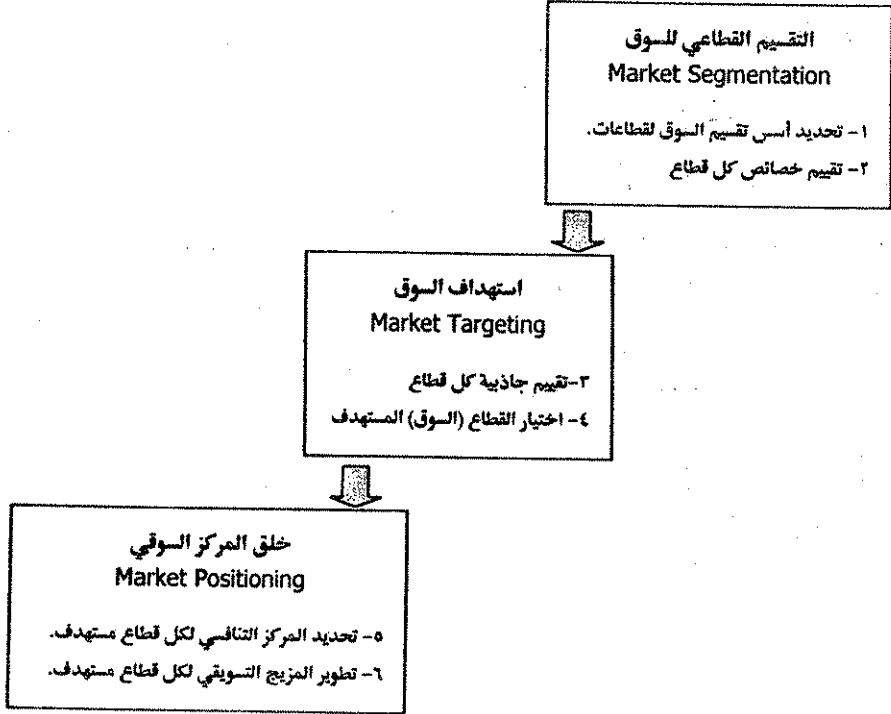 التقسيم القطاعي للسوق
Market Segmentation
١- تحديد أسس تقسيم السوق لقطاعات.
٢- تقييم خصائص كل قطاع
استهداف السوق
Market Targeting
٣-تقييم جاذبية كل قطاع
٤- اختيار القطاع (السوق) المستهدف
خلق المركز السوقي
Market Positioning
٥- تحديد المركز التنافسي لكل قطاع مستهدف.
٦- تطوير المزيج التسويقي لكل قطاع مستهدف.